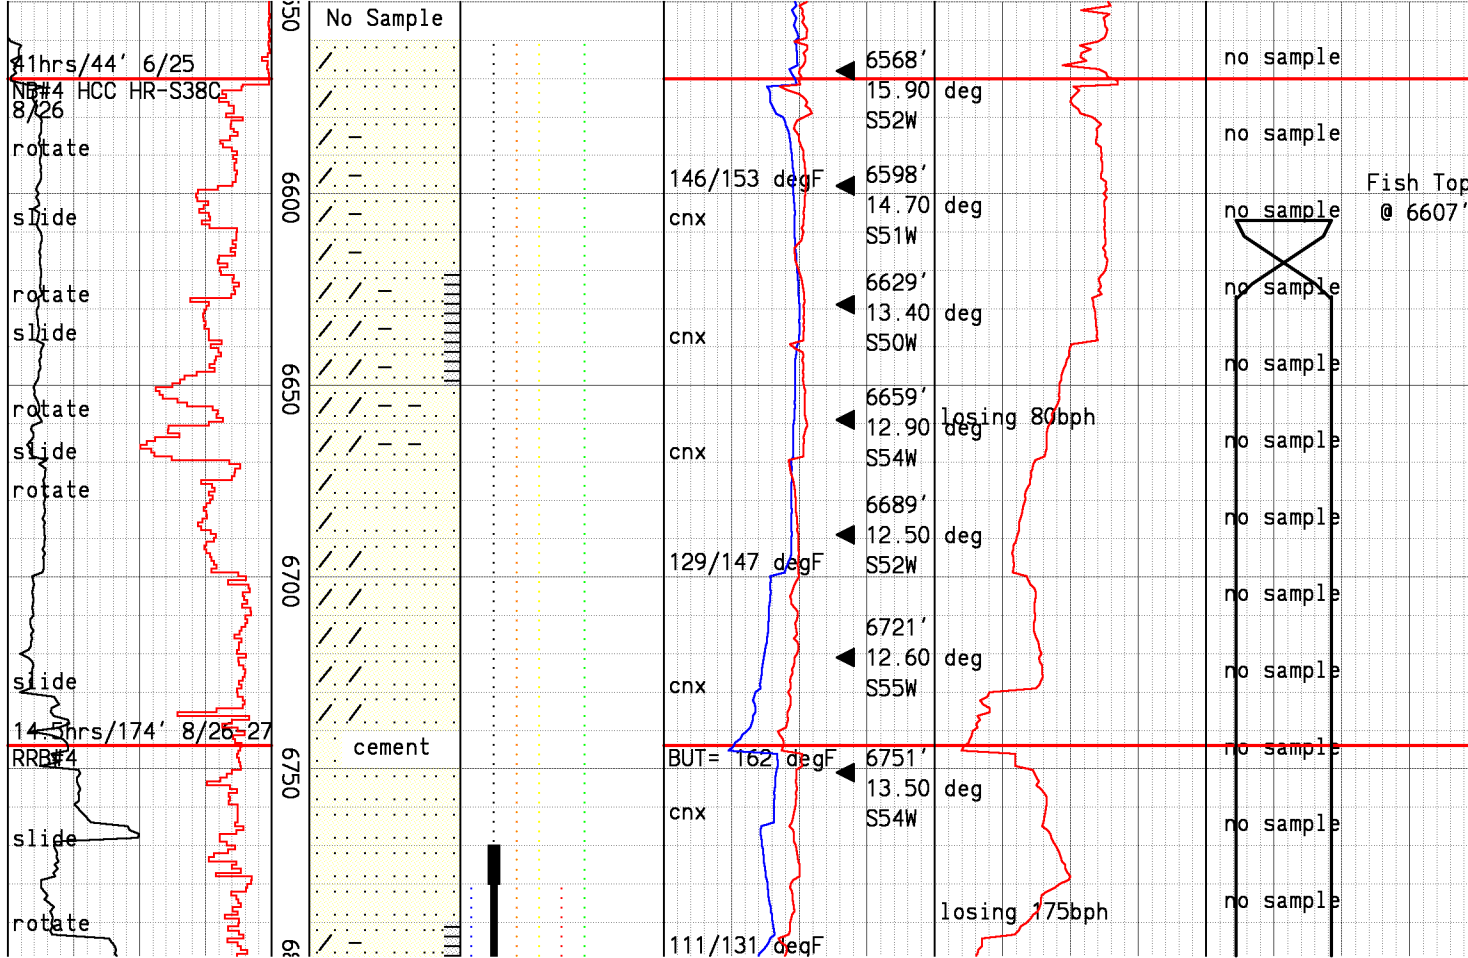 No Sample
41hrs/44' 6/25
NB#4 HCC HR-S38C
8/26
rotate
slide
rotate
slide
rotate
slide
rotate
slide
14.5hrs/174' 8/26-27
RRB#4
slide
rotate
6600
6650
6700
6750
cement
146/153 degF
cnx
cnx
cnx
129/147 degF
cnx
BUT= 162 degF
cnx
111/131 degF
6568'
15.90 deg
S52W
6598'
14.70 deg
S51W
6629'
13.40 deg
S50W
6659'
12.90 deg
S54W
6689'
12.50 deg
S52W
6721'
12.60 deg
S55W
6751'
13.50 deg
S54W
losing 80bph
losing 175bph
no sample
no sample
no sample
no sample
no sample
no sample
no sample
no sample
no sample
no sample
no sample
no sample
Fish Top
@ 6607'